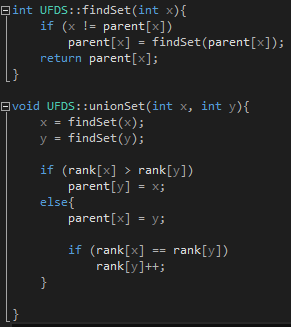 int UFDS::findSet(int x){
    if (x != parent[x])
        parent[x] = findSet(parent[x]);
    return parent[x];
}

void UFDS::unionSet(int x, int y){
    x = findSet(x);
    y = findSet(y);

    if (rank[x] > rank[y])
        parent[y] = x;
    else{
        parent[x] = y;

        if (rank[x] == rank[y])
            rank[y]++;
    }

}